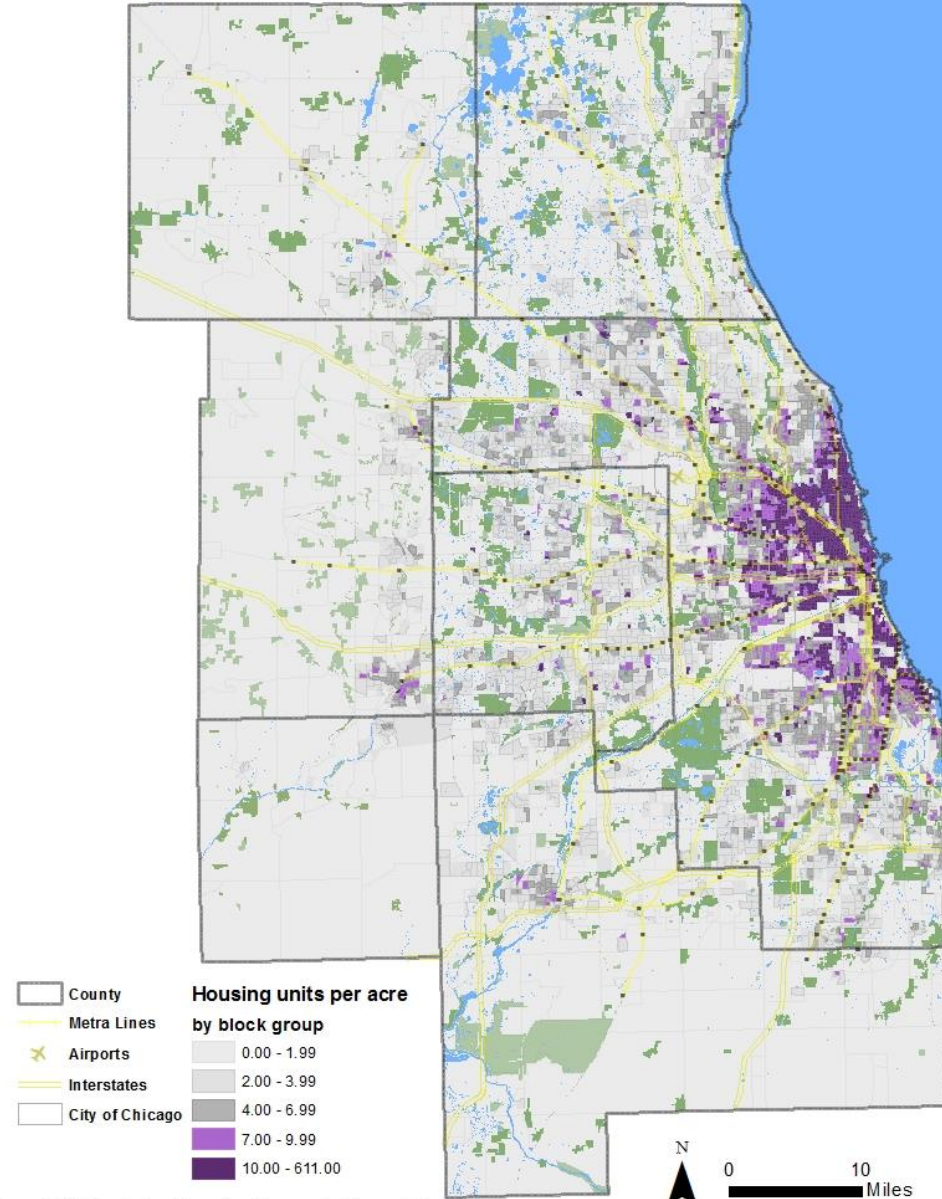 County
Metra Lines
Airports
Interstates
City of Chicago
Housing units per acre
by block group
0.00 - 1.99
2.00 - 3.99
4.00 - 6.99
7.00 - 9.99
10.00 - 611.00
N
0 10
Miles